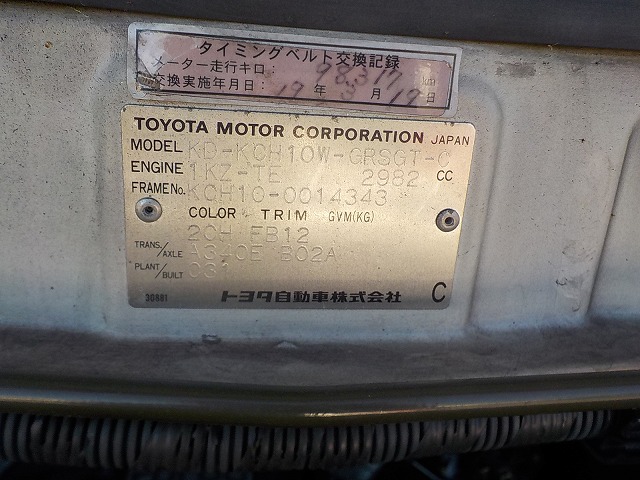 タイミングベルト交換記録
メーター走行キロ: 98,317 km
交換実施年月日: 17 年 3 月 17 日
TOYOTA MOTOR CORPORATION JAPAN
MODEL KD-KCH10W-GRSGT-C
ENGINE 1KZ-TE 2982 CC
FRAME No. KCH10-0014343
COLOR TRIM GVM(KG)
2CH FB12
TRANS./AXLE A340E B02A
PLANT/BUILT C31
30881
トヨタ自動車株式会社 C